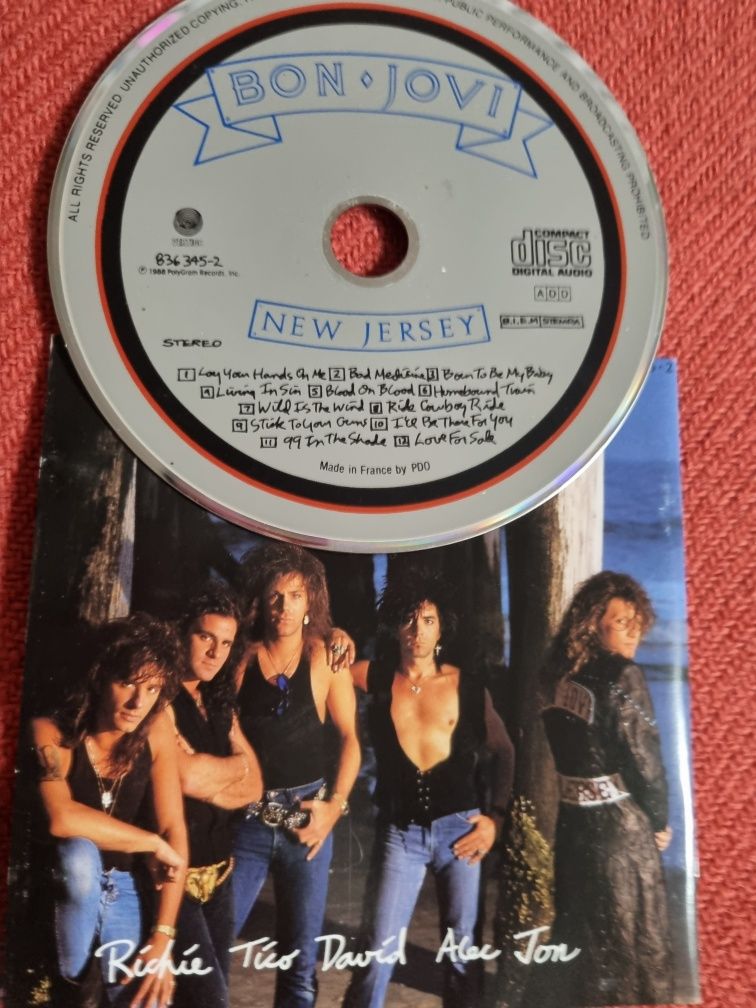 ALL RIGHTS RESERVED. UNAUTHORIZED COPYING,
PUBLIC PERFORMANCE AND BROADCASTING PROHIBITED
BON JOVI
VERTIGO
836 345-2
℗ 1988 PolyGram Records, Inc.
COMPACT
disc
DIGITAL AUDIO
ADD
B.I.E.M STEMRA
NEW JERSEY
STEREO
1 Lay Your Hands On Me 2 Bad Medicine 3 Born To Be My Baby
4 Living In Sin 5 Blood On Blood 6 Homebound Train
7 Wild Is The Wind 8 Ride Cowboy Ride
9 Stick To Your Guns 10 I'll Be There For You
11 99 In The Shade 12 Love For Sale
Made in France by PDO
Richie Tico David Alec Jon